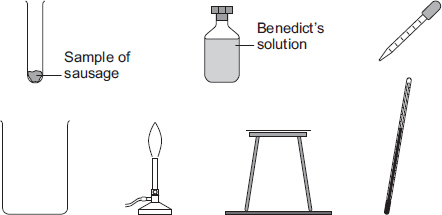 Sample of
sausage
Benedict's
solution